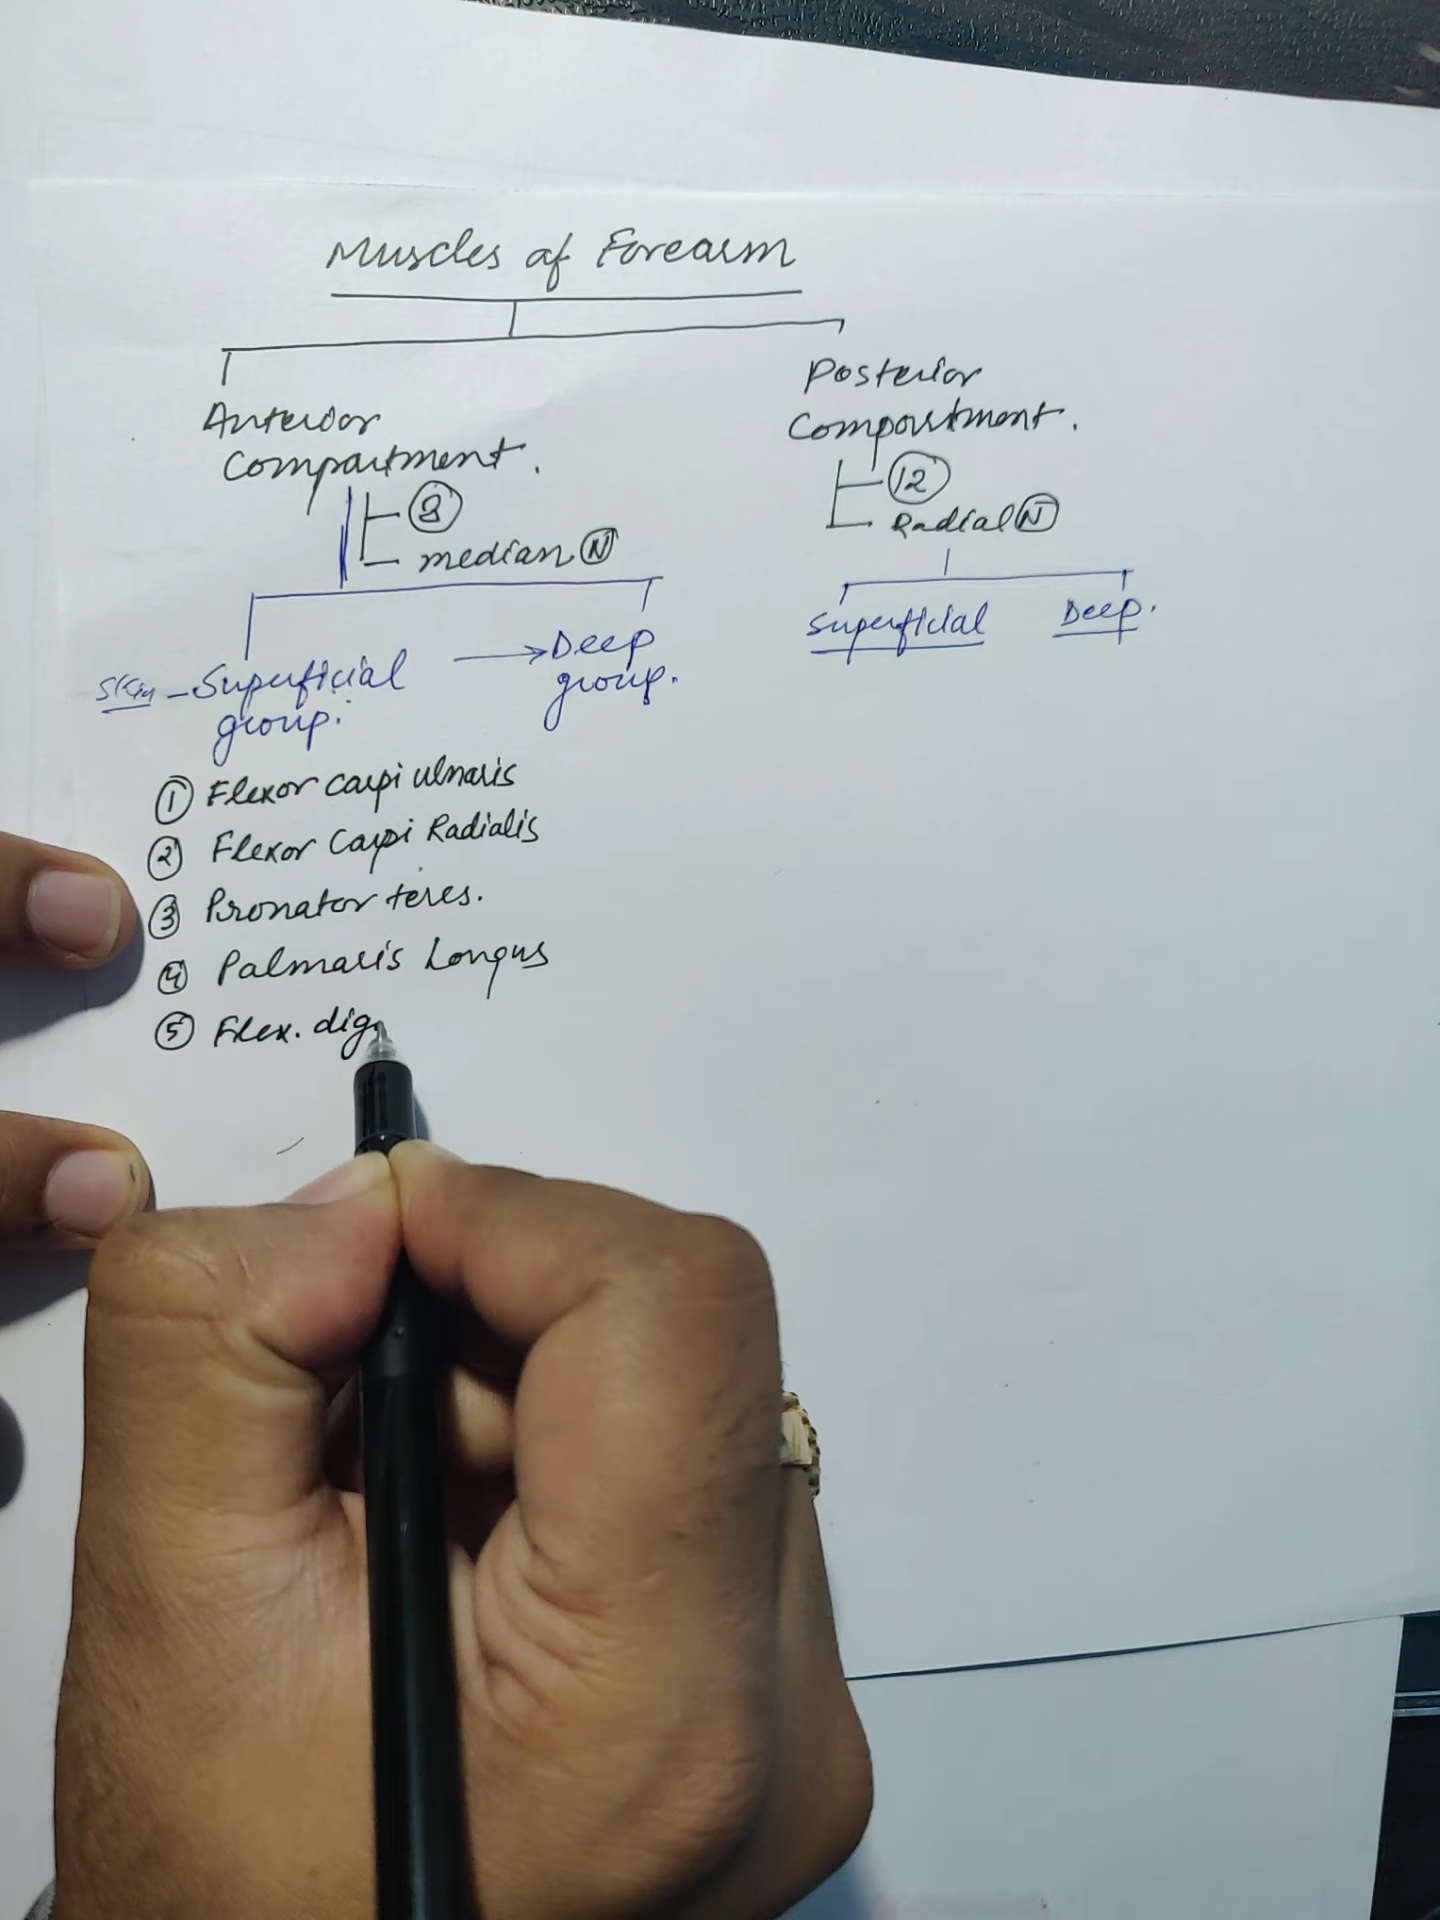 Muscles of Forearm
Anterior
Compartment.
8
median N
Superficial
group.
Skin
Deep
group.
1 Flexor carpi ulnaris
2 Flexor Carpi Radialis
3 Pronator teres.
4 Palmaris Longus
5 Flex. dig.
Posterior
Compartment.
12
Radial N
Superficial
Deep.